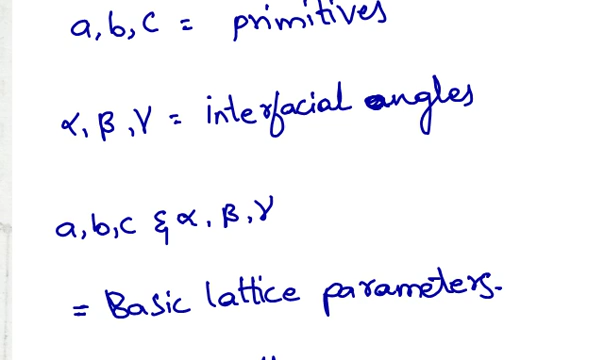 a, b, c = primitives
α, β, γ = interfacial angles
a, b, c & α, β, γ
= Basic lattice parameters.